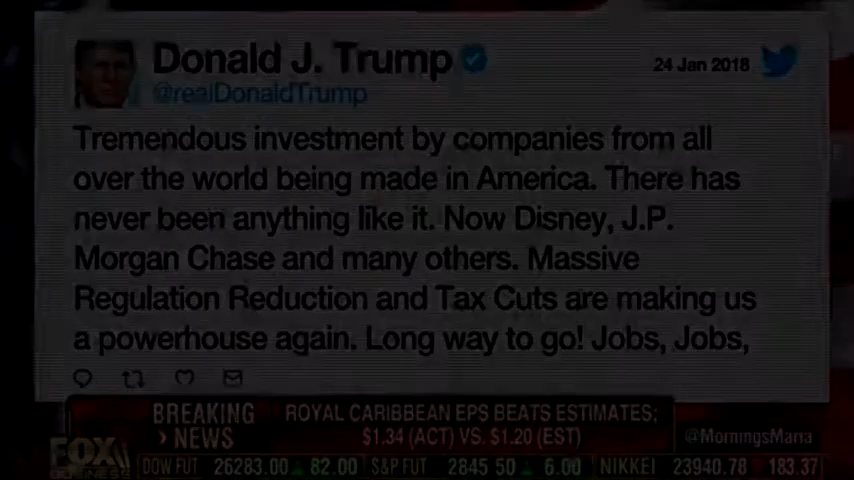 Donald J. Trump
24 Jan 2018
@realDonaldTrump
Tremendous investment by companies from all
over the world being made in America. There has
never been anything like it. Now Disney, J.P.
Morgan Chase and many others. Massive
Regulation Reduction and Tax Cuts are making us
a powerhouse again. Long way to go! Jobs, Jobs,
BREAKING
› NEWS
ROYAL CARIBBEAN EPS BEATS ESTIMATES:
$1.34 (ACT) VS. $1.20 (EST)
@MorningsMaria
FOX
BUSINESS
DOW FUT 26283.00 ▲ 82.00 S&P FUT 2845.50 ▲ 6.00 NIKKEI 23940.78 183.37